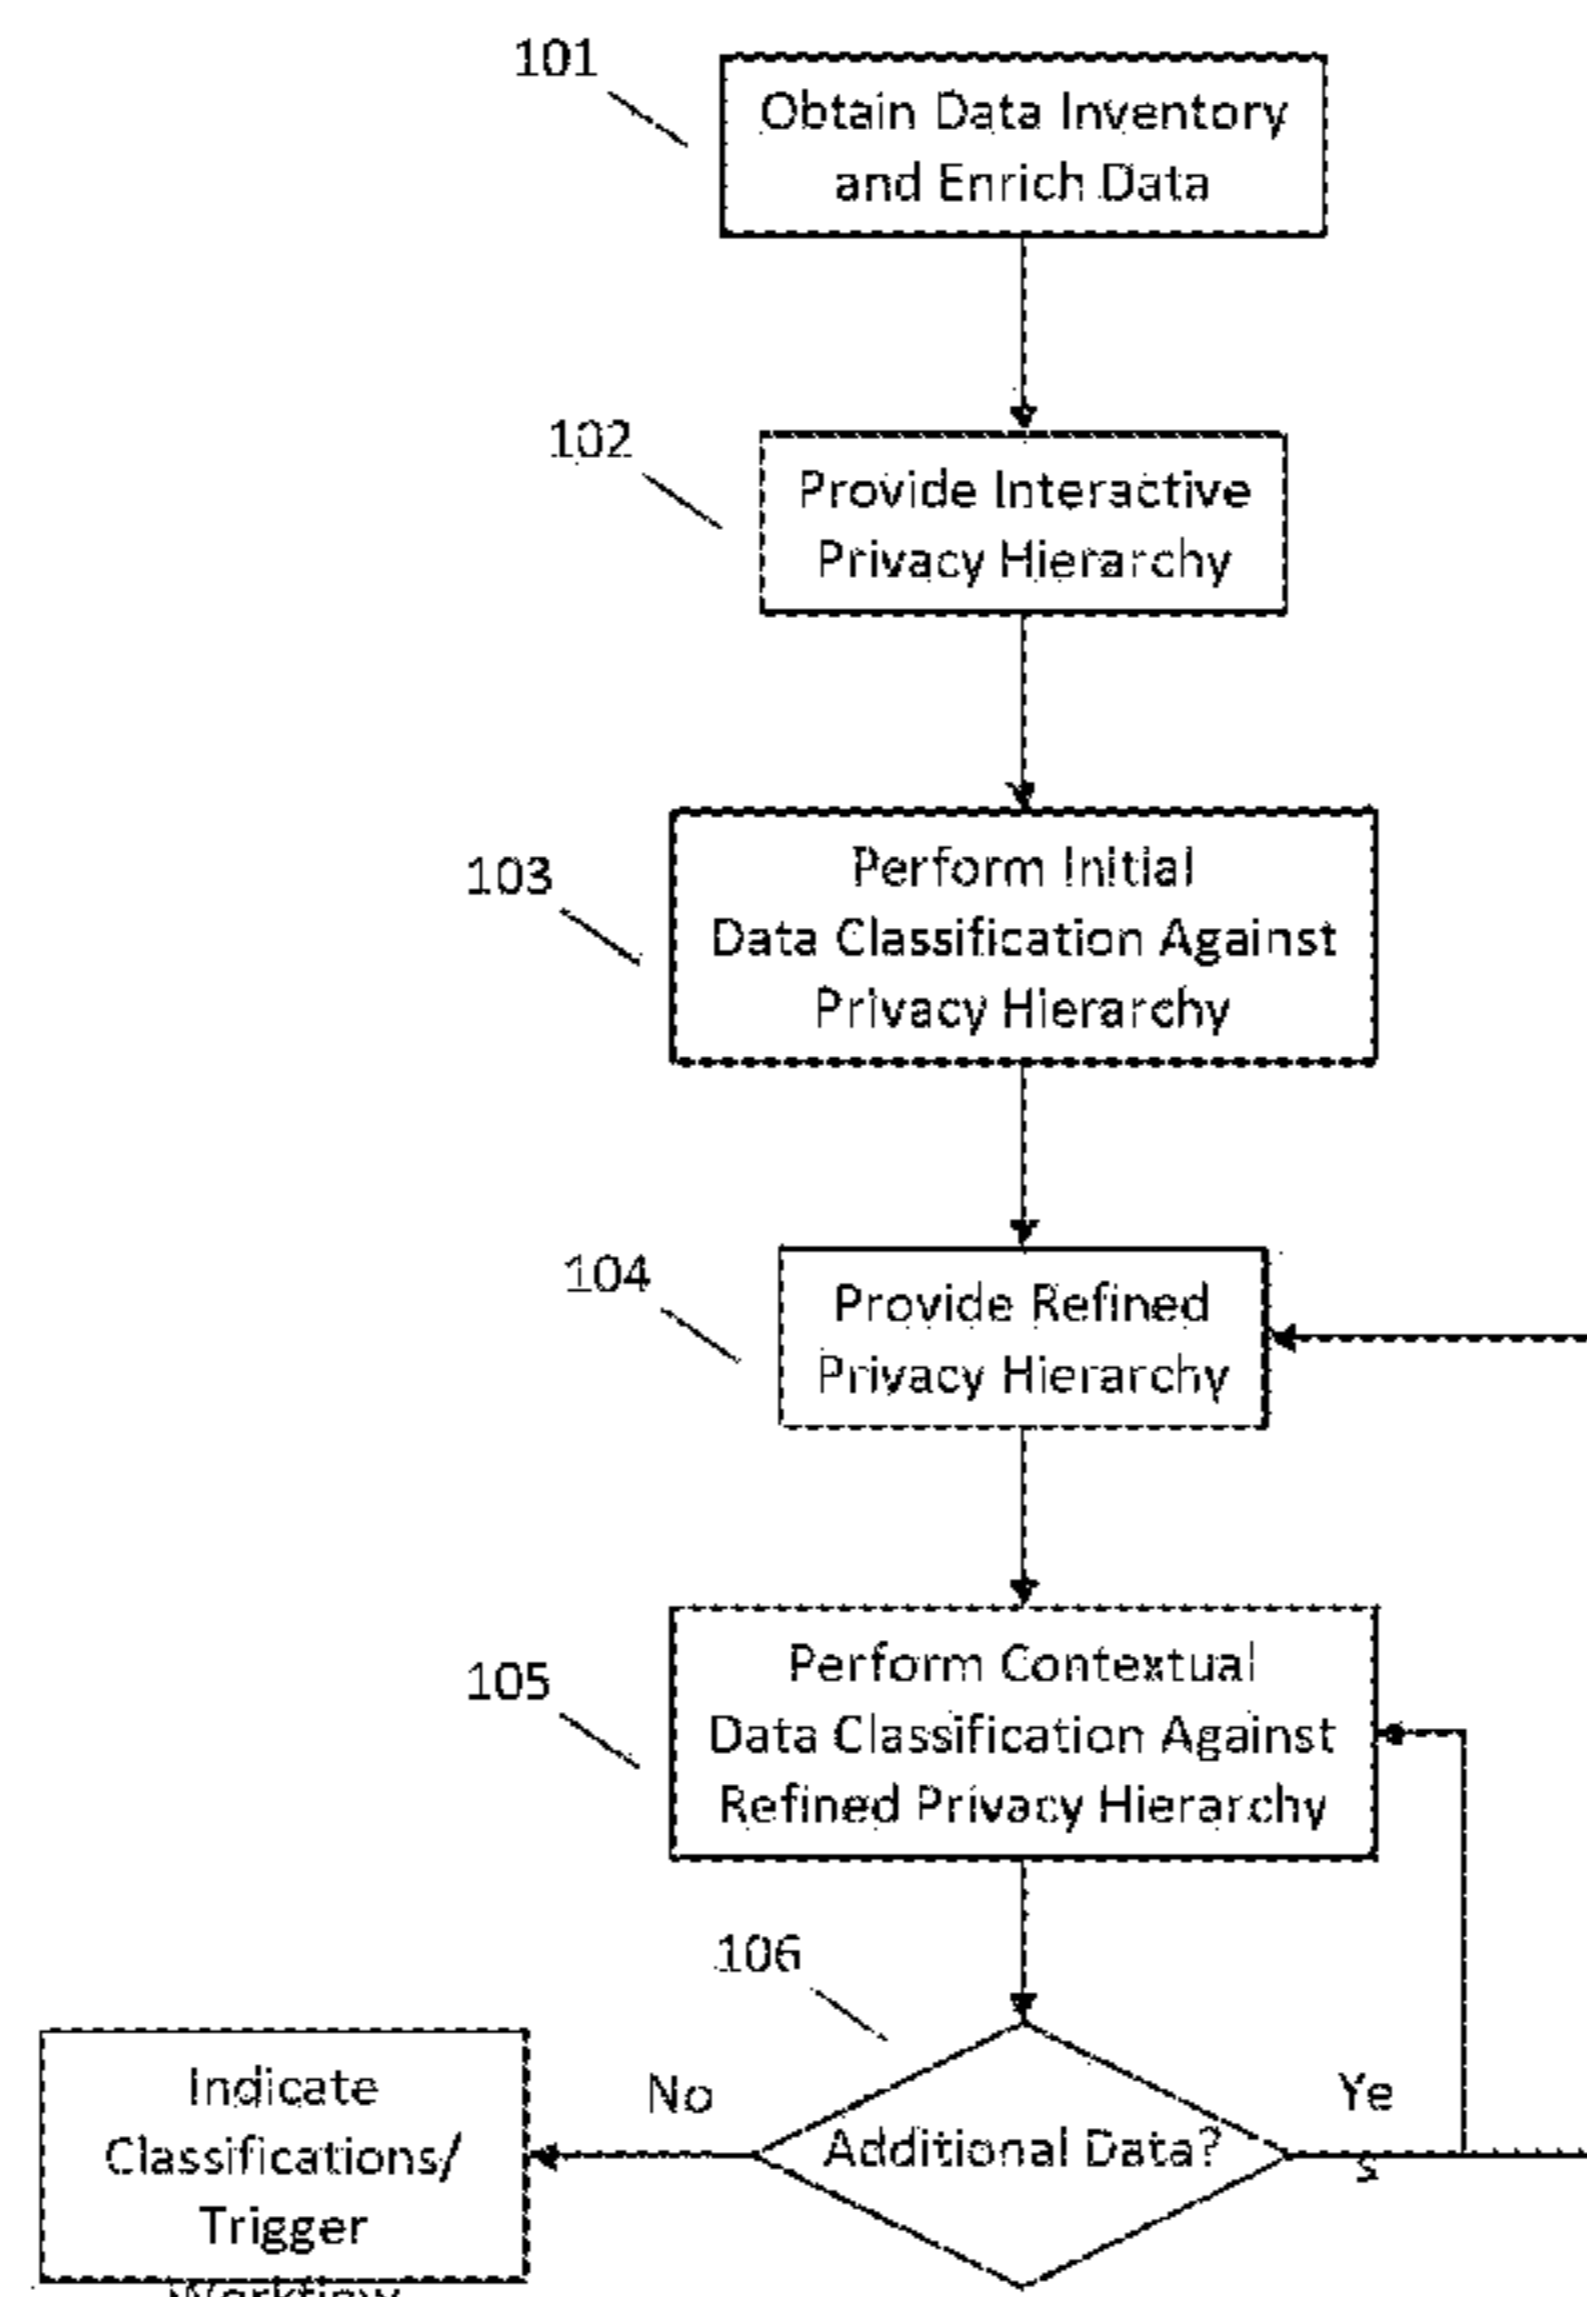 101
Obtain Data Inventory
and Enrich Data
102
Provide Interactive
Privacy Hierarchy
103
Perform Initial
Data Classification Against
Privacy Hierarchy
104
Provide Refined
Privacy Hierarchy
105
Perform Contextual
Data Classification Against
Refined Privacy Hierarchy
106
Additional Data?
No
Ye
s
Indicate
Classifications/
Trigger
Workflow